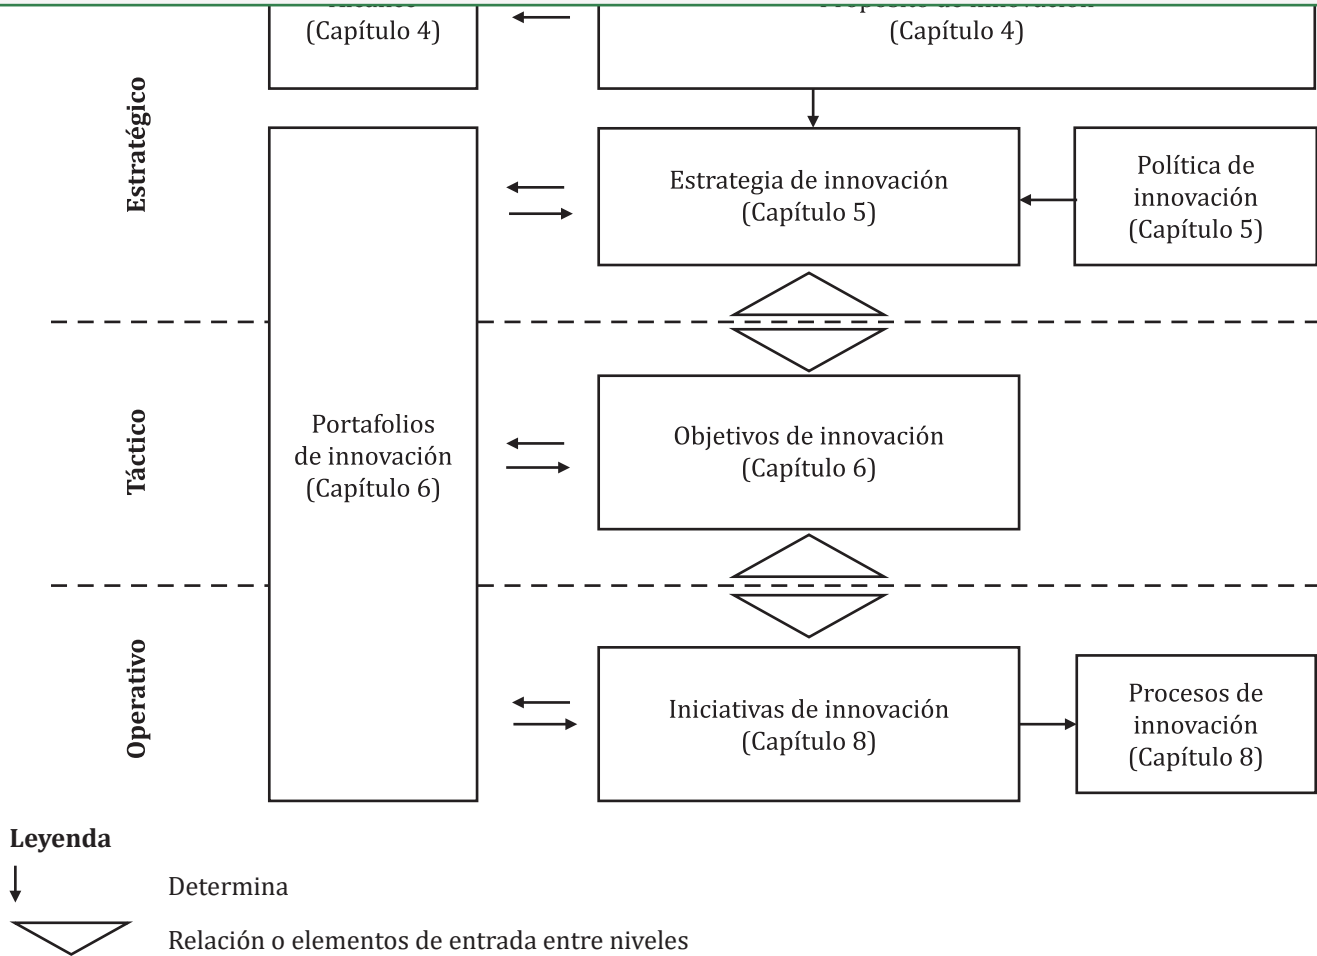 (Capítulo 4)
(Capítulo 4)
Estratégico
Estrategia de innovación
(Capítulo 5)
Política de
innovación
(Capítulo 5)
Táctico
Portafolios
de innovación
(Capítulo 6)
Objetivos de innovación
(Capítulo 6)
Operativo
Iniciativas de innovación
(Capítulo 8)
Procesos de
innovación
(Capítulo 8)
Leyenda
Determina
Relación o elementos de entrada entre niveles